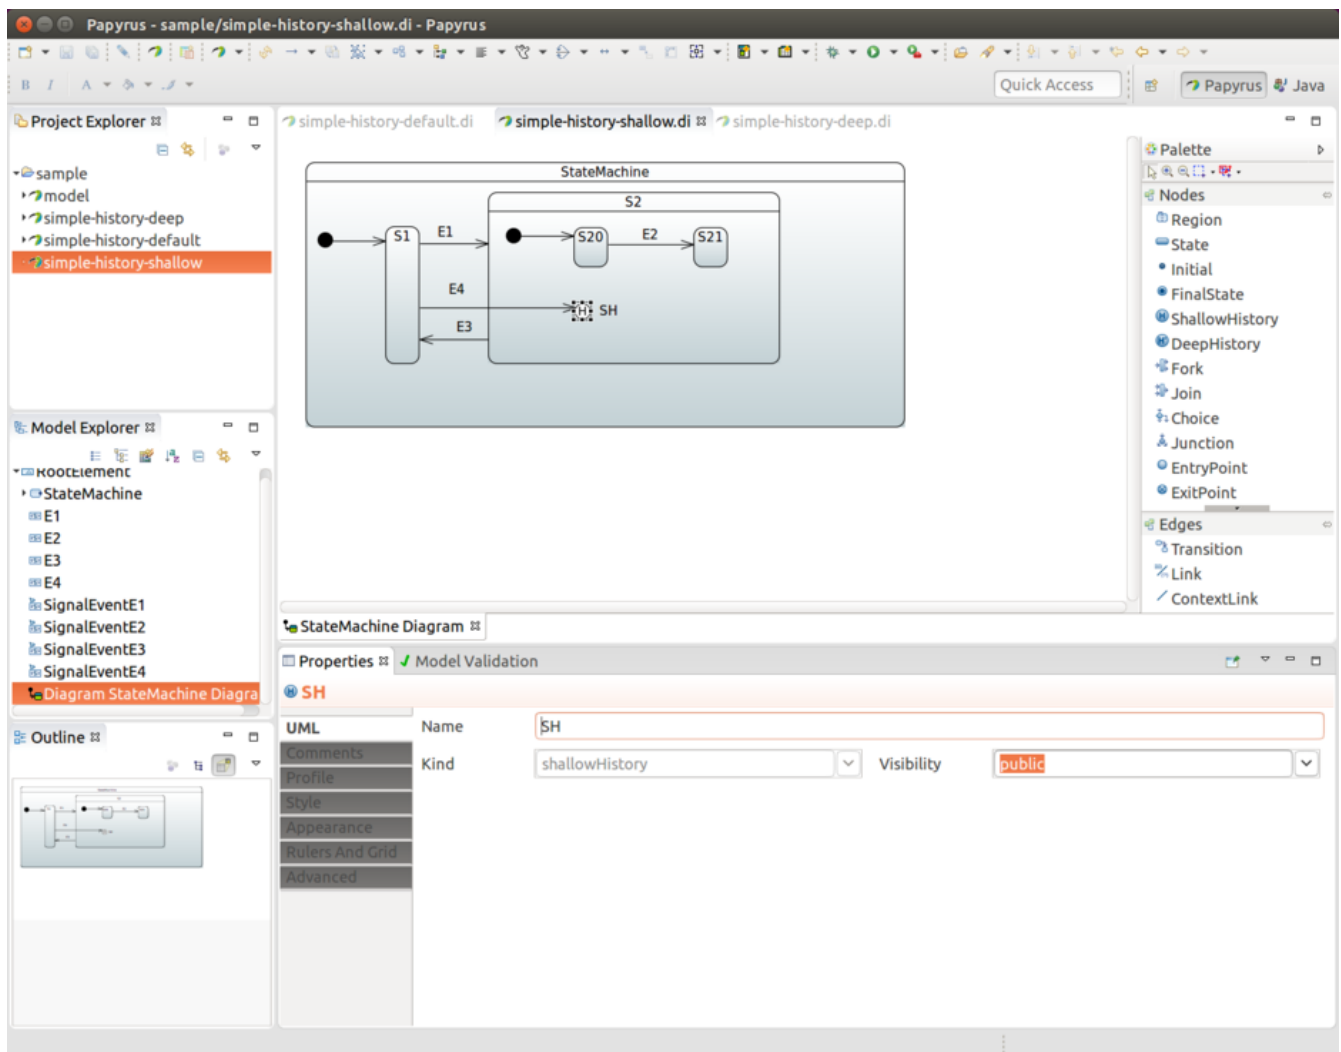 Papyrus - sample/simple-history-shallow.di - Papyrus
B I A
Quick Access
Papyrus
Java
Project Explorer
sample
model
simple-history-deep
simple-history-default
simple-history-shallow
Model Explorer
RootElement
StateMachine
E1
E2
E3
E4
SignalEventE1
SignalEventE2
SignalEventE3
SignalEventE4
Diagram StateMachine Diagra
Outline
simple-history-default.di
simple-history-shallow.di
simple-history-deep.di
StateMachine
S2
S1
E1
S20
E2
S21
E4
H
SH
E3
Palette
Nodes
Region
State
Initial
FinalState
ShallowHistory
DeepHistory
Fork
Join
Choice
Junction
EntryPoint
ExitPoint
Edges
Transition
Link
ContextLink
StateMachine Diagram
Properties
Model Validation
SH
UML
Comments
Profile
Style
Appearance
Rulers And Grid
Advanced
Name
SH
Kind
shallowHistory
Visibility
public